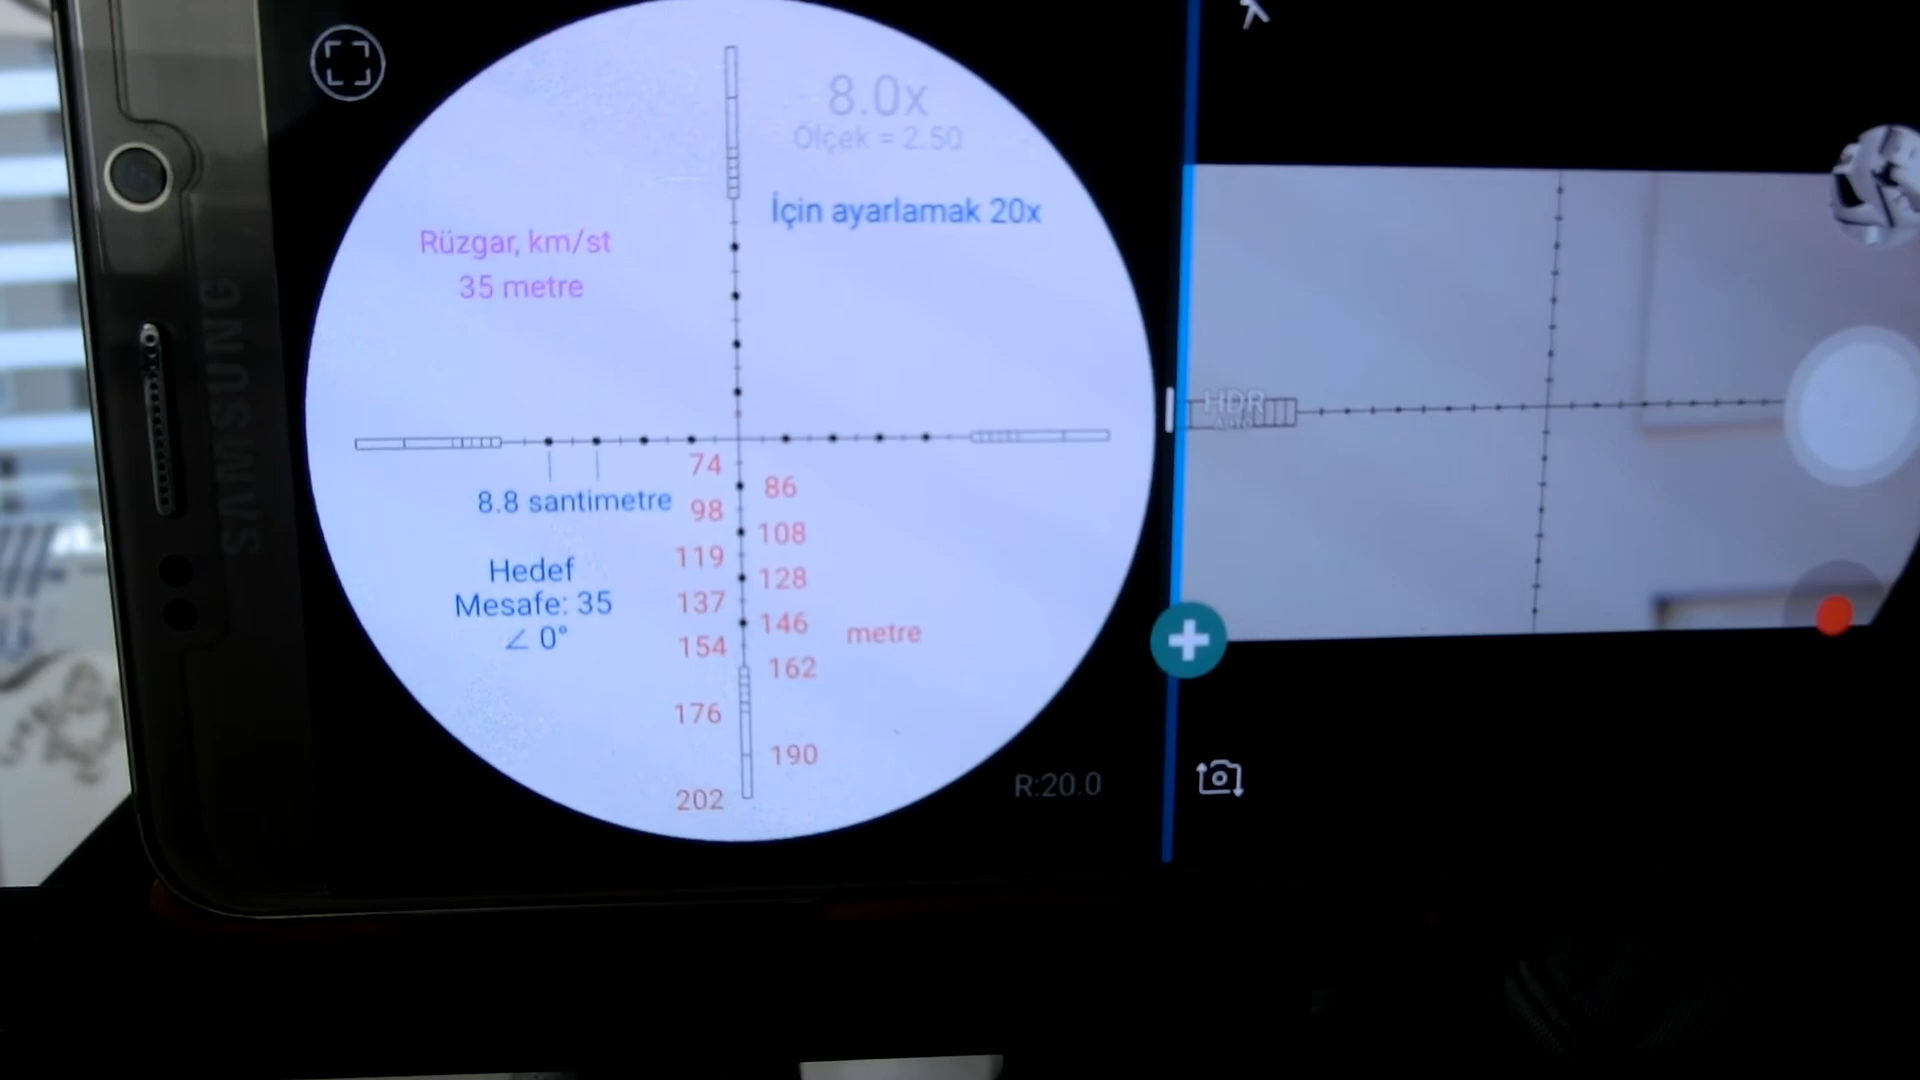 SAMSUNG
8.0x
Ölçek = 2.50
İçin ayarlamak 20x
Rüzgar, km/st
35 metre
74
86
8.8 santimetre
98
108
119
128
Hedef
Mesafe: 35
∠ 0°
137
146
metre
154
162
176
190
202
R:20.0
HDR